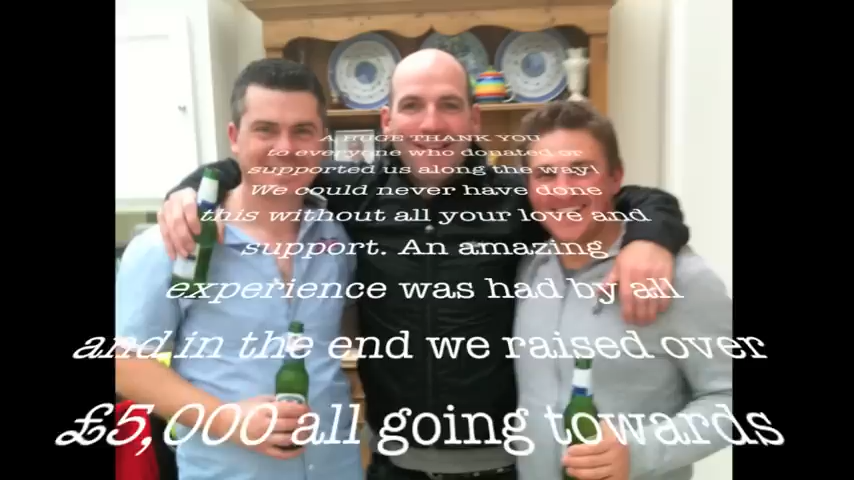 A HUGE THANK YOU
to everyone who donated or
supported us along the way!
We could never have done
this without all your love and
support. An amazing
experience was had by all
and in the end we raised over
£5,000 all going towards